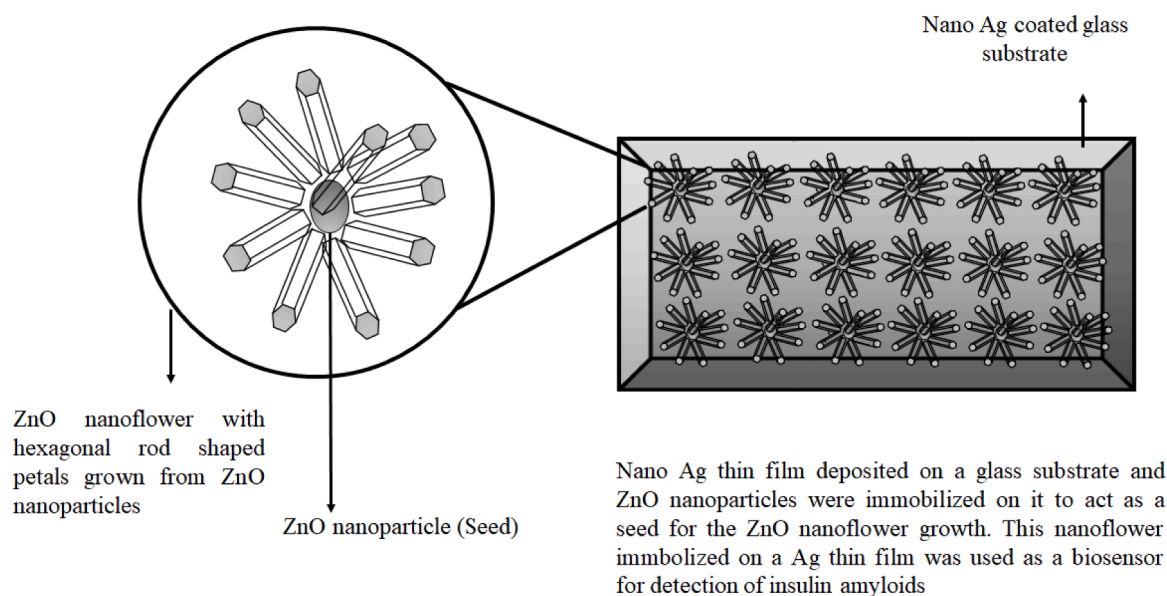 Nano Ag coated glass
substrate
ZnO nanoflower with
hexagonal rod shaped
petals grown from ZnO
nanoparticles
ZnO nanoparticle (Seed)
Nano Ag thin film deposited on a glass substrate and
ZnO nanoparticles were immobilized on it to act as a
seed for the ZnO nanoflower growth. This nanoflower
immbolized on a Ag thin film was used as a biosensor
for detection of insulin amyloids